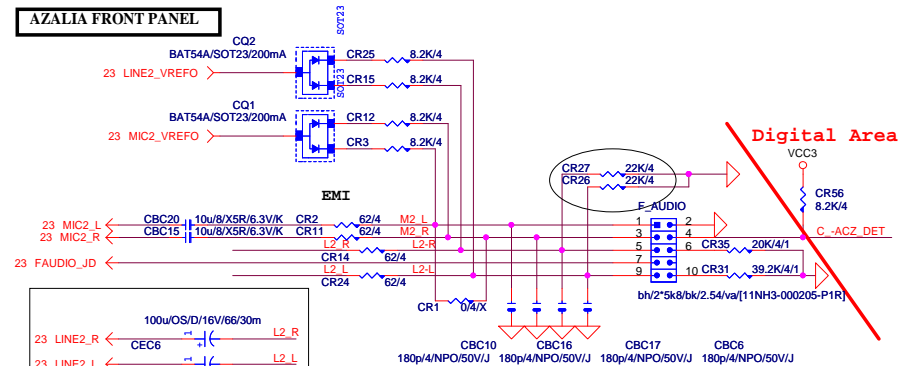 AZALIA FRONT PANEL
SOT23
CQ2
BAT54A/SOT23/200mA
CR25
8.2K/4
23 LINE2_VREFO
SOT23
CR15
8.2K/4
CQ1
BAT54A/SOT23/200mA
CR12
8.2K/4
23 MIC2_VREFO
CR3
8.2K/4
Digital Area
VCC3
CR27
22K/4
CR26
22K/4
CR56
8.2K/4
EMI
F_AUDIO
CBC20
10u/8/X5R/6.3V/K
CR2
62/4
M2_L
1
2
23 MIC2_L
CBC15
10u/8/X5R/6.3V/K
CR11
62/4
M2_R
3
4
23 MIC2_R
C_-ACZ_DET
L2_R
L2-R
5
6
CR35
20K/4/1
CR14
62/4
7
23 FAUDIO_JD
L2_L
L2-L
9
10
CR31
39.2K/4/1
CR24
62/4
CR1
0/4/X
bh/2*5k8/bk/2.54/va/[11NH3-000205-P1R]
100u/OS/D/16V/66/30m
1
+
L2_R
23 LINE2_R
CEC6
CBC10
CBC16
CBC17
CBC6
180p/4/NPO/50V/J
180p/4/NPO/50V/J
180p/4/NPO/50V/J
180p/4/NPO/50V/J
1
L2_L
23 LINE2_L